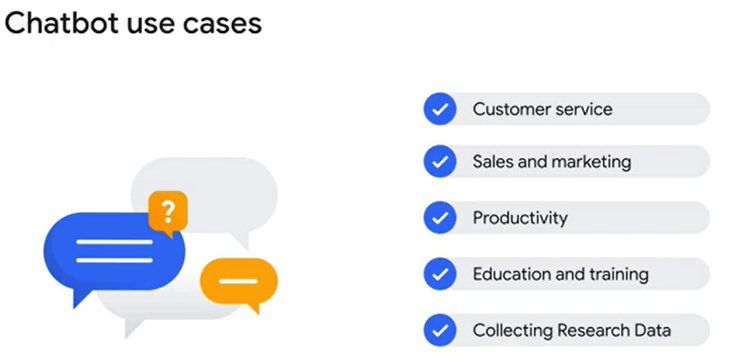 Chatbot use cases
?
Customer service
Sales and marketing
Productivity
Education and training
Collecting Research Data